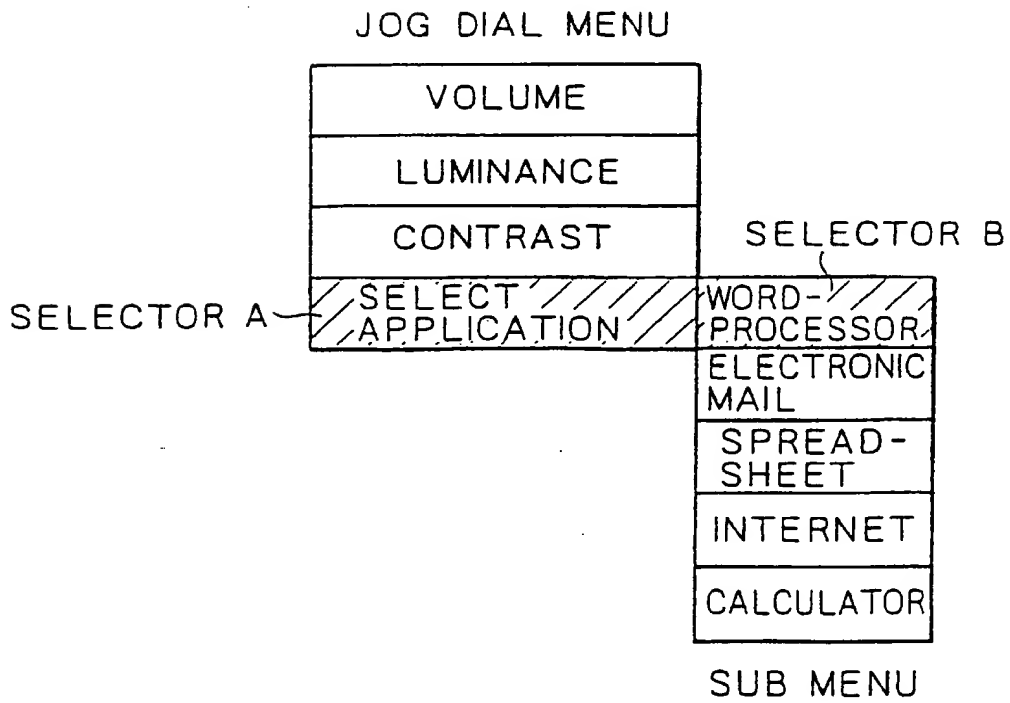 JOG DIAL MENU
VOLUME
LUMINANCE
CONTRAST
SELECTOR B
SELECTOR A
SELECT
APPLICATION
WORD-
PROCESSOR
ELECTRONIC
MAIL
SPREAD-
SHEET
INTERNET
CALCULATOR
SUB MENU